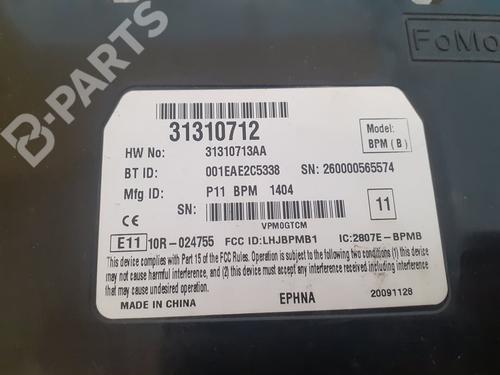 B-PARTS
FoMo
31310712
Model:
BPM ( B )
HW No: 31310713AA
BT ID: 001EAE2C5338 SN: 260000565574
Mfg ID: P11 BPM 1404
SN:
11
VPM0GTCM
CE
E11 10R-024755 FCC ID:LHJBPMB1 IC:2807E-BPMB
This device complies with Part 15 of the FCC Rules. Operation is subject to the following two conditions (1) this device
may not cause harmful interference, and (2) this device must accept any interference received, including
interference that may cause undesired operation.
MADE IN CHINA EPHNA 20091128